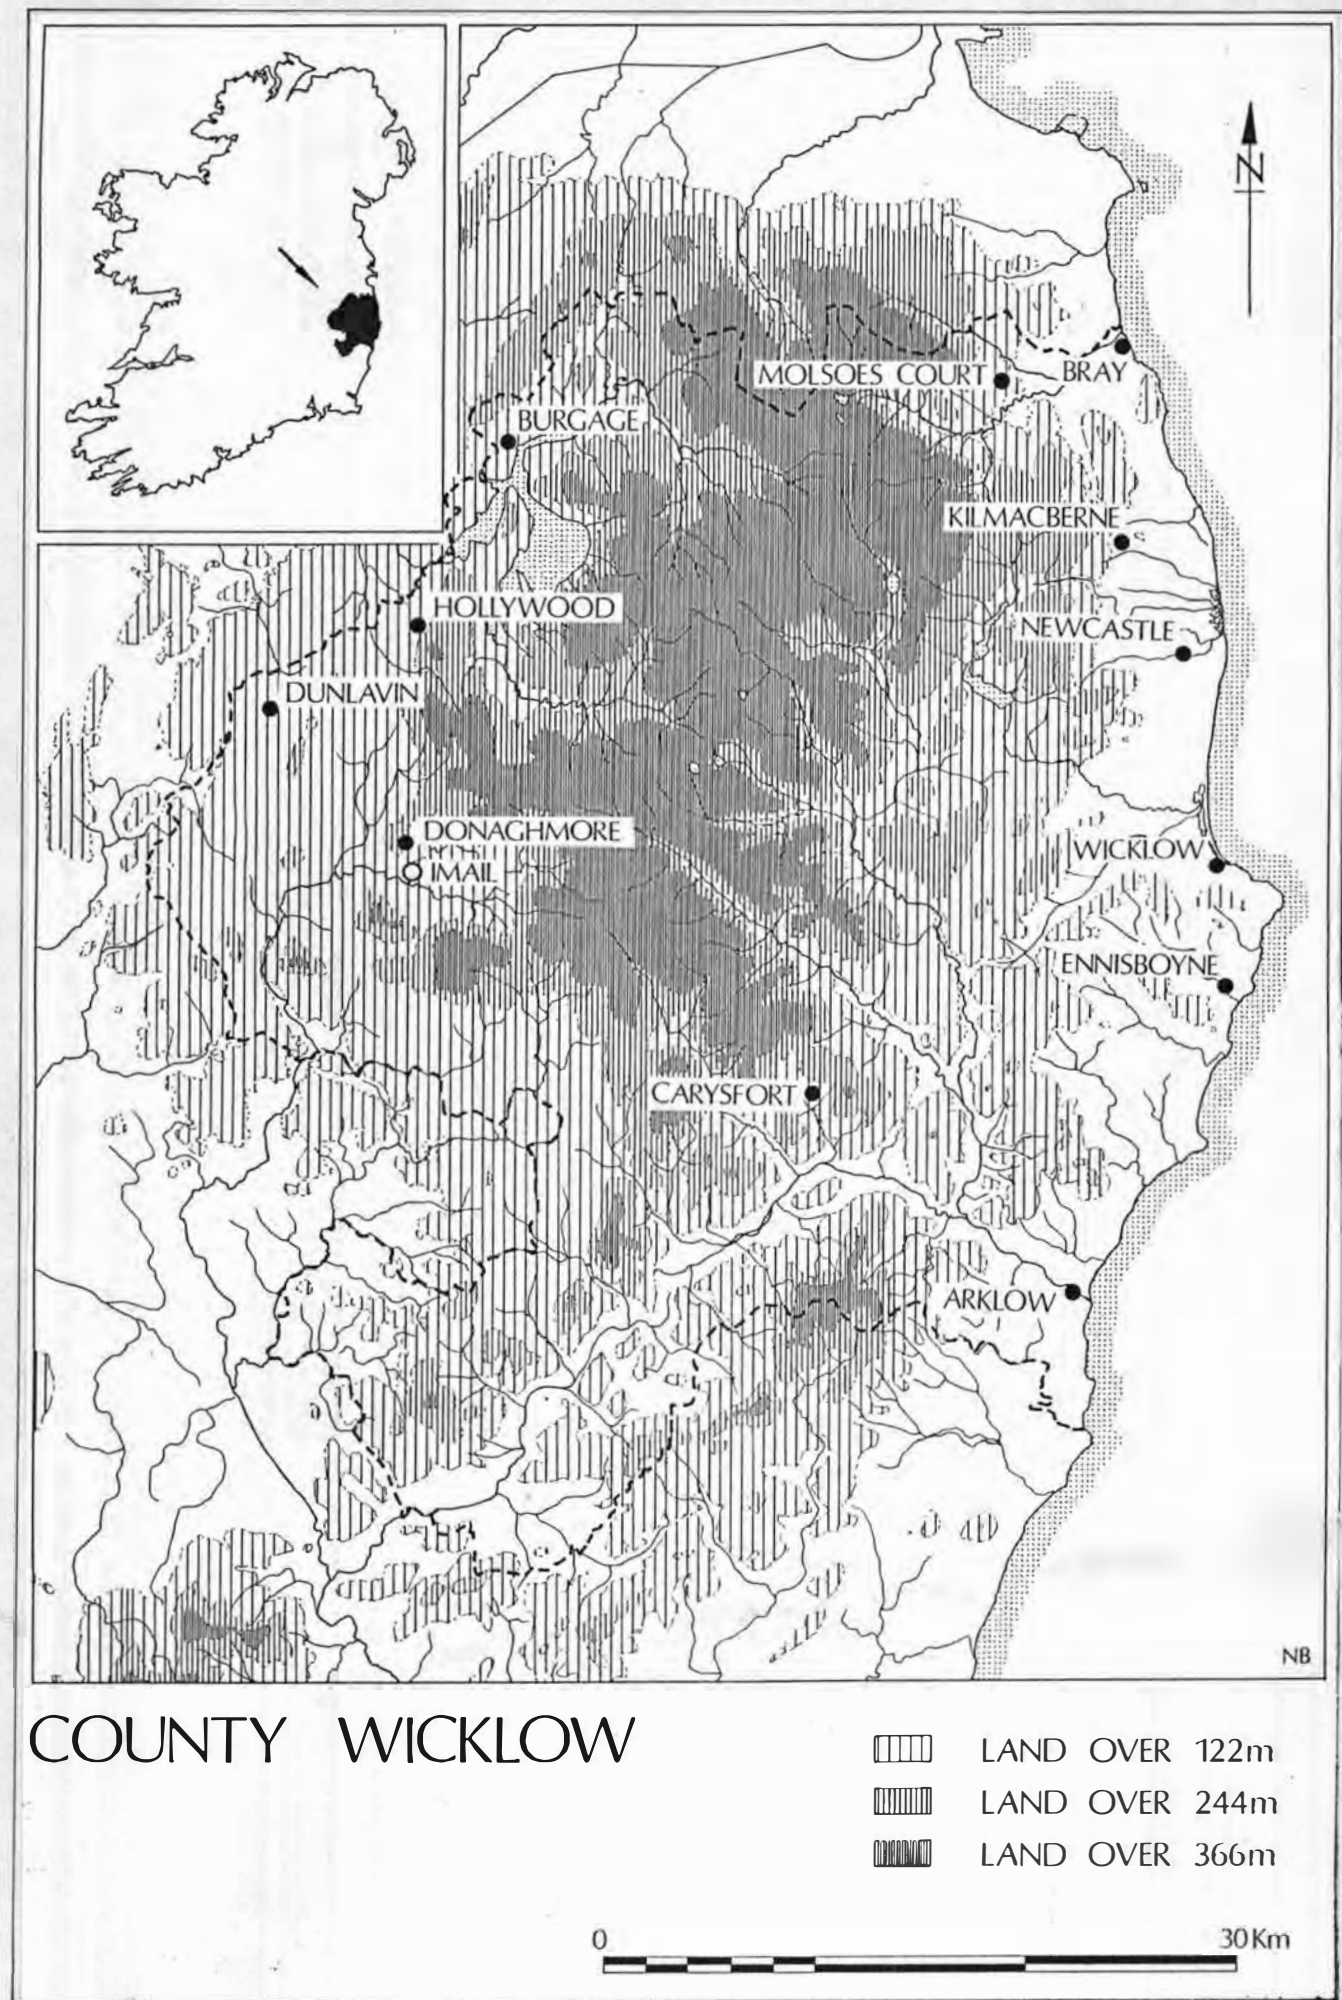 N
MOLSOES COURT
BRAY
BURGAGE
KILMACBERNE
HOLLYWOOD
NEWCASTLE
DUNLAVIN
DONAGHMORE
IMAIL
WICKLOW
ENNISBOYNE
CARYSFORT
ARKLOW
NB
COUNTY WICKLOW
LAND OVER 122m
LAND OVER 244m
LAND OVER 366m
0 30Km